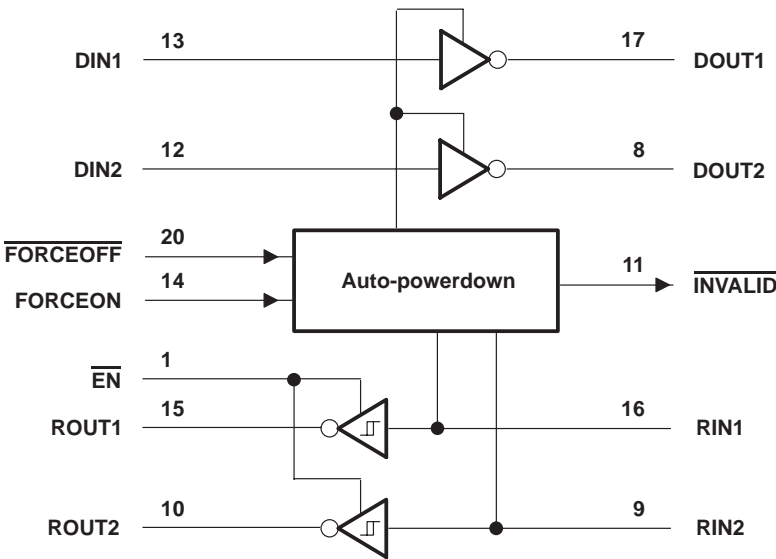 DIN1 13 17 DOUT1
DIN2 12 8 DOUT2
FORCEOFF 20
Auto-powerdown 11 INVALID
FORCEON 14
EN 1
ROUT1 15 16 RIN1
ROUT2 10 9 RIN2